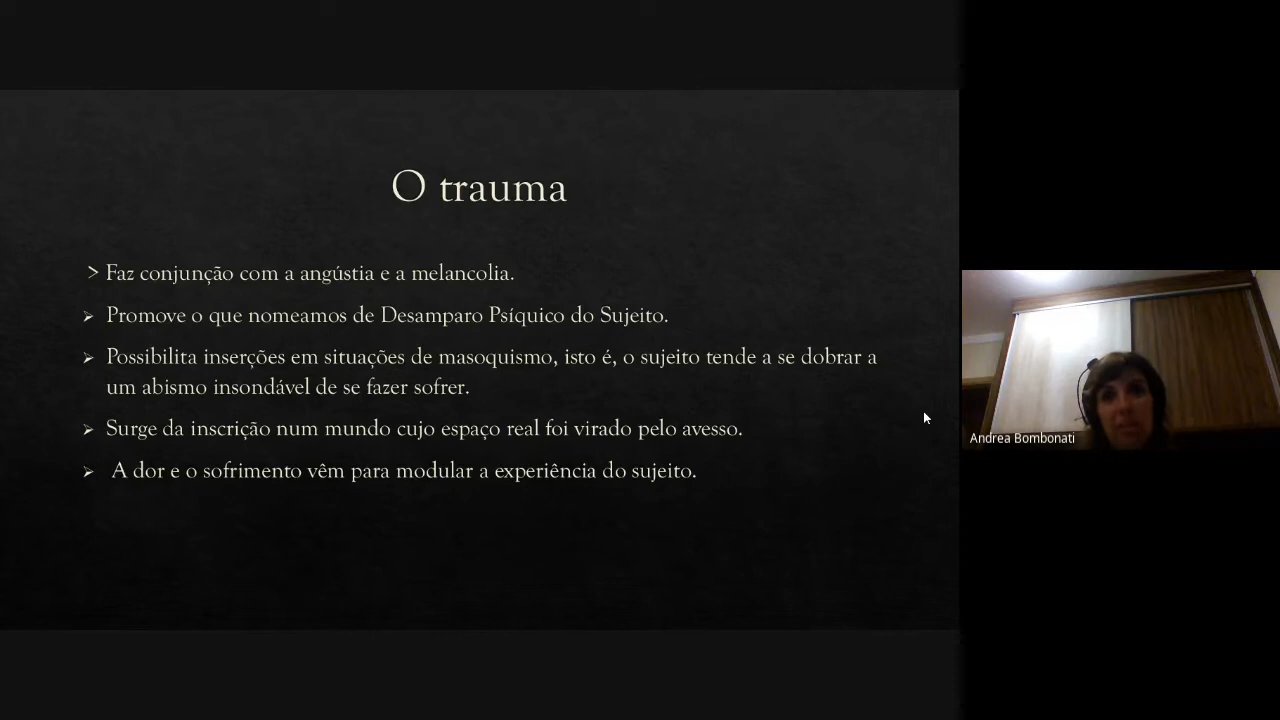 O trauma
> Faz conjunção com a angústia e a melancolia.
➢ Promove o que nomeamos de Desamparo Psíquico do Sujeito.
➢ Possibilita inserções em situações de masoquismo, isto é, o sujeito tende a se dobrar a
um abismo insondável de se fazer sofrer.
➢ Surge da inscrição num mundo cujo espaço real foi virado pelo avesso.
➢ A dor e o sofrimento vêm para modular a experiência do sujeito.
Andrea Bombonati